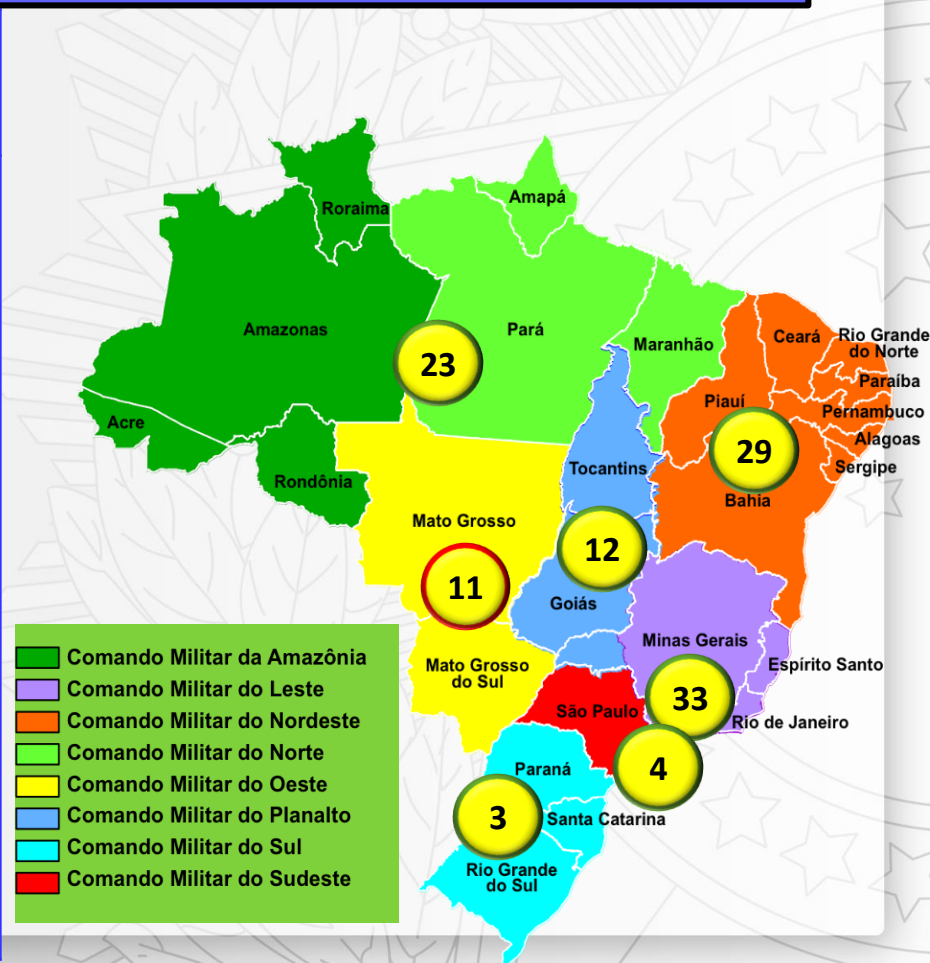 Amapá
Roraima
Amazonas
Pará
Maranhão
Ceará
Rio Grande
do Norte
23
Paraíba
Piauí
Pernambuco
Acre
Alagoas
29
Sergipe
Tocantins
Rondônia
Bahia
Mato Grosso
12
11
Goiás
Minas Gerais
Espírito Santo
Mato Grosso
do Sul
33
São Paulo
Rio de Janeiro
4
Paraná
3
Santa Catarina
Rio Grande
do Sul
Comando Militar da Amazônia
Comando Militar do Leste
Comando Militar do Nordeste
Comando Militar do Norte
Comando Militar do Oeste
Comando Militar do Planalto
Comando Militar do Sul
Comando Militar do Sudeste